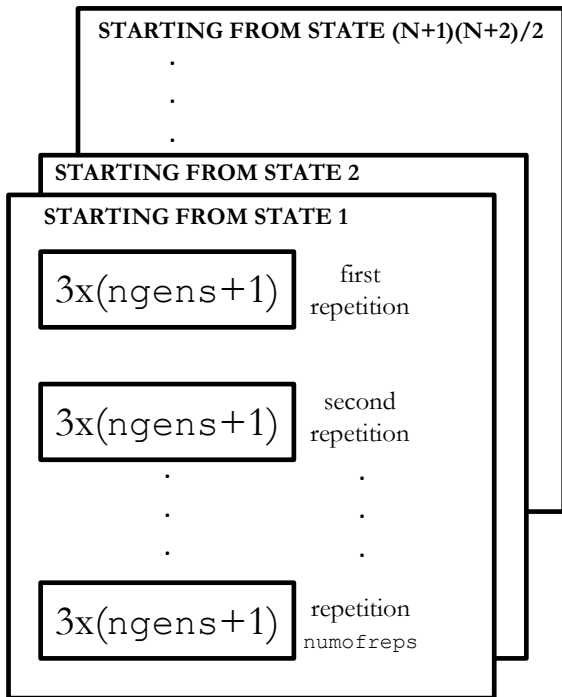 STARTING FROM STATE (N+1)(N+2)/2
.
.
.
STARTING FROM STATE 2
STARTING FROM STATE 1
3x(ngens+1)
first
repetition
3x(ngens+1)
second
repetition
. .
. .
. .
3x(ngens+1)
repetition
numofreps